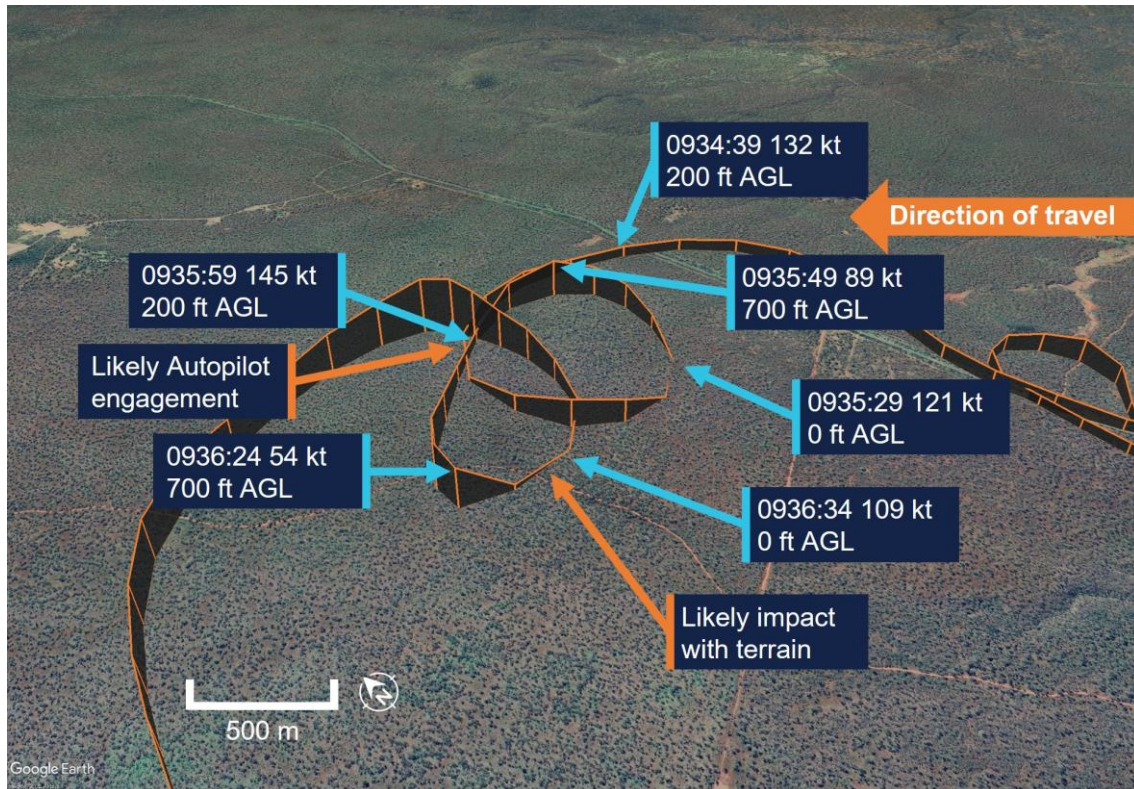 0934:39 132 kt
200 ft AGL
Direction of travel
0935:59 145 kt
200 ft AGL
0935:49 89 kt
700 ft AGL
Likely Autopilot
engagement
0935:29 121 kt
0 ft AGL
0936:24 54 kt
700 ft AGL
0936:34 109 kt
0 ft AGL
Likely impact
with terrain
N
500 m
Google Earth